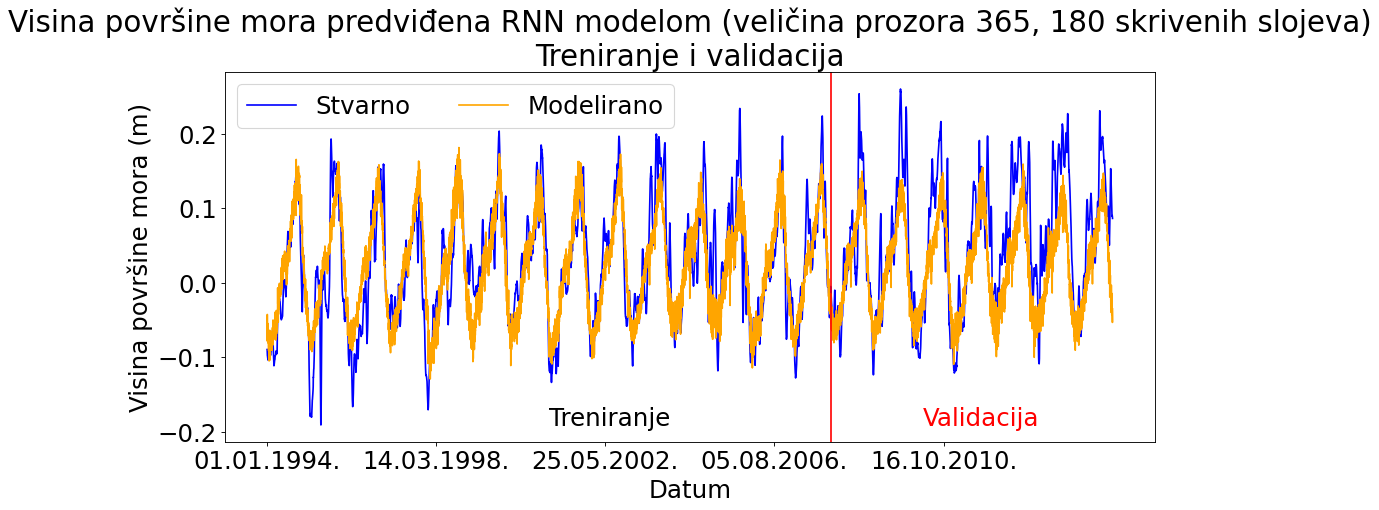 Visina površine mora predviđena RNN modelom (veličina prozora 365, 180 skrivenih slojeva)
Treniranje i validacija
Stvarno
Modelirano
Visina površine mora (m)
0.2
0.1
0.0
−0.1
−0.2
Treniranje
Validacija
01.01.1994.
14.03.1998.
25.05.2002.
05.08.2006.
16.10.2010.
Datum